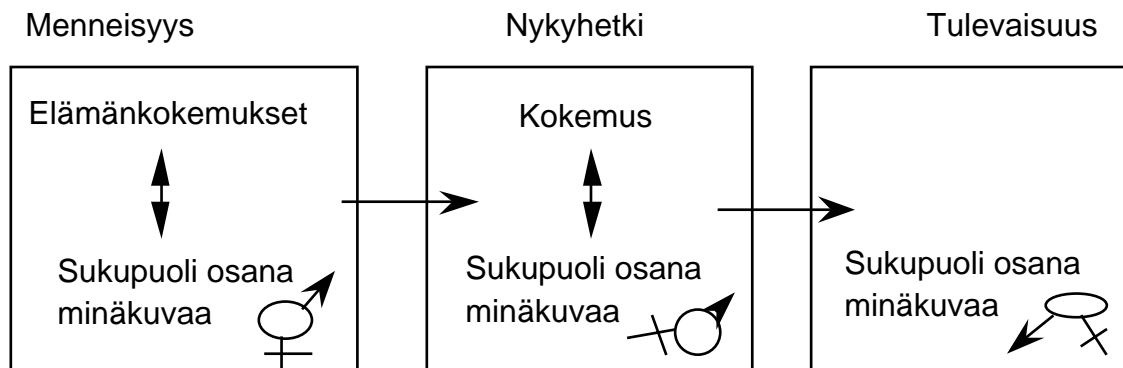 Menneisyys
Nykyhetki
Tulevaisuus
Elämänkokemukset
Sukupuoli osana
minäkuvaa
Kokemus
Sukupuoli osana
minäkuvaa
Sukupuoli osana
minäkuvaa